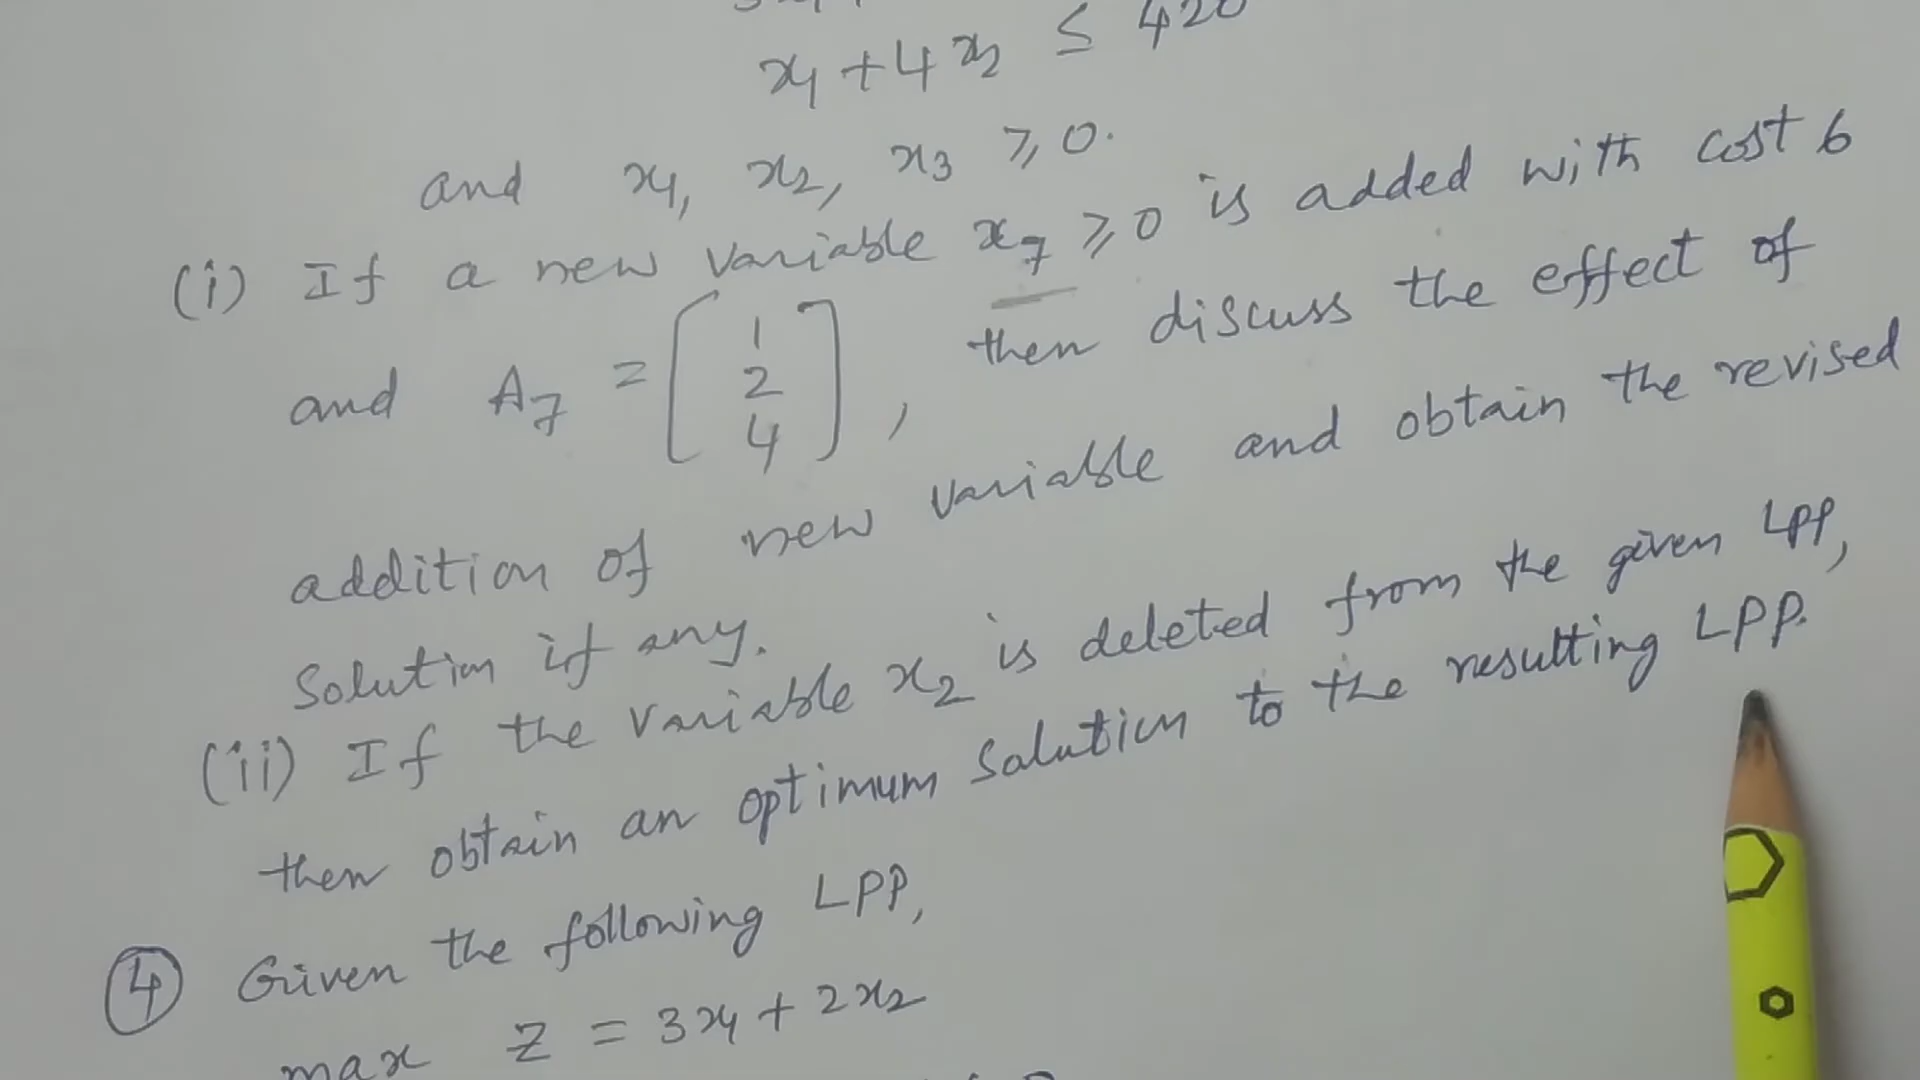 x₁ + 4x₂ ≤ 420
and x₁, x₂, x₃ ≥ 0.
(i) If a new variable x₇ ≥ 0 is added with cost 6
and A₇ = [1 2 4], then discuss the effect of
addition of new variable and obtain the revised
solution if any.
(ii) If the variable x₂ is deleted from the given LPP,
then obtain an optimum solution to the resulting LPP.
④ Given the following LPP,
max Z = 3x₁ + 2x₂